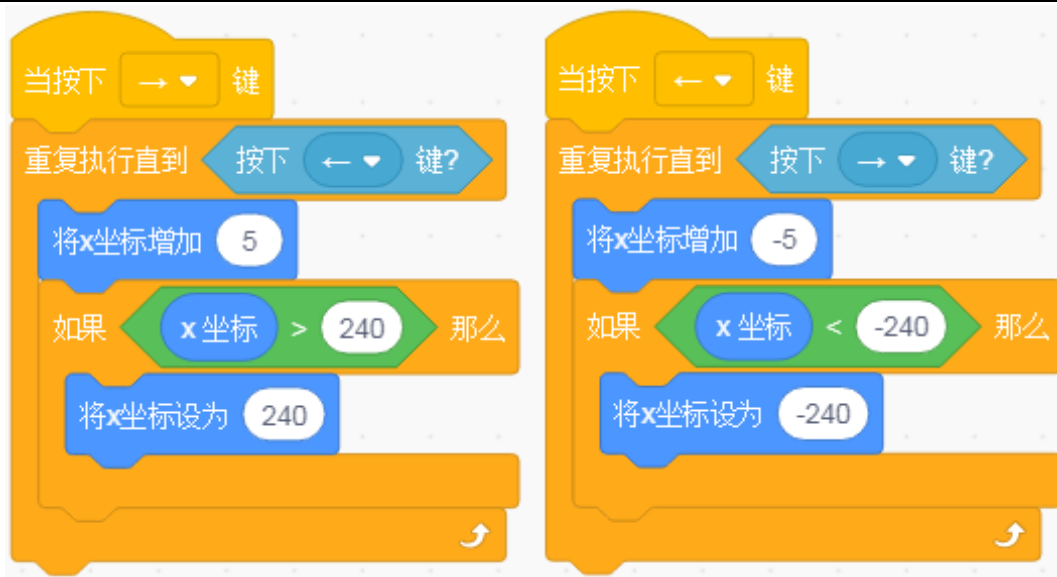 当按下 → 键
重复执行直到 按下 ← 键?
将x坐标增加 5
如果 x 坐标 > 240 那么
将x坐标设为 240
当按下 ← 键
重复执行直到 按下 → 键?
将x坐标增加 -5
如果 x 坐标 < -240 那么
将x坐标设为 -240